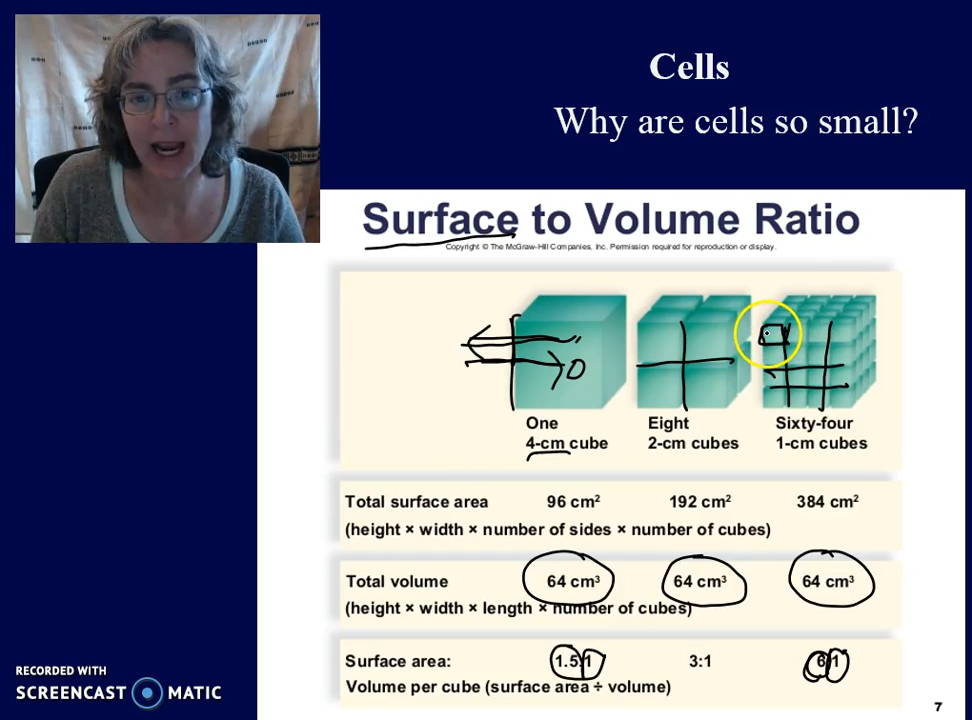 Cells
Why are cells so small?
Surface to Volume Ratio
Copyright © The McGraw-Hill Companies, Inc. Permission required for reproduction or display.
One
4-cm cube
Eight
2-cm cubes
Sixty-four
1-cm cubes
Total surface area 96 cm² 192 cm² 384 cm²
(height × width × number of sides × number of cubes)
Total volume 64 cm³ 64 cm³ 64 cm³
(height × width × length × number of cubes)
Surface area: 1.5:1 3:1 6:1
Volume per cube (surface area ÷ volume)
RECORDED WITH
SCREENCAST MATIC
7